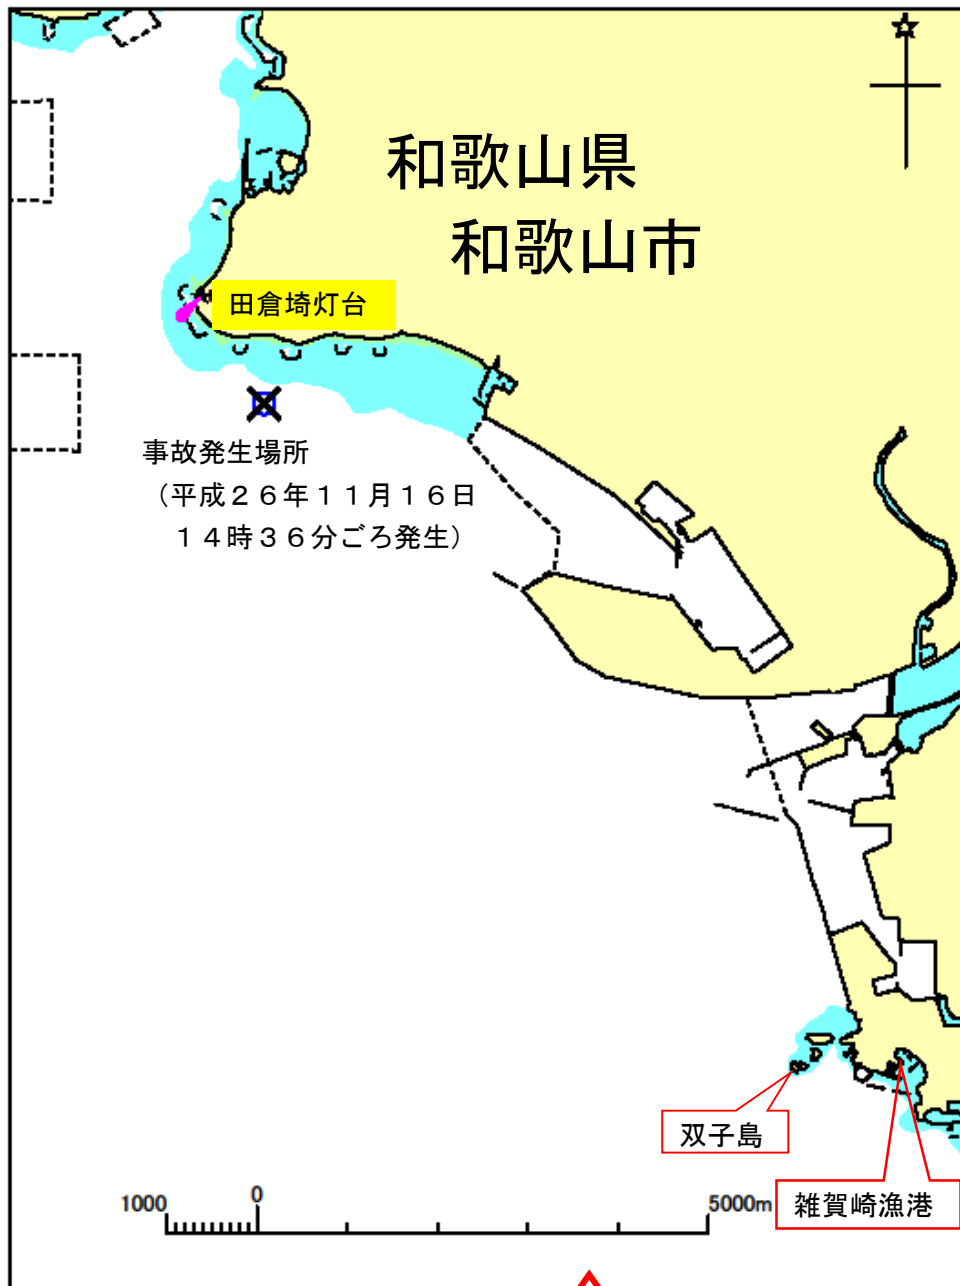 和歌山県
和歌山市
田倉埼灯台
事故発生場所
（平成２６年１１月１６日
１４時３６分ごろ発生）
双子島
雑賀崎漁港
1000 0 5000m